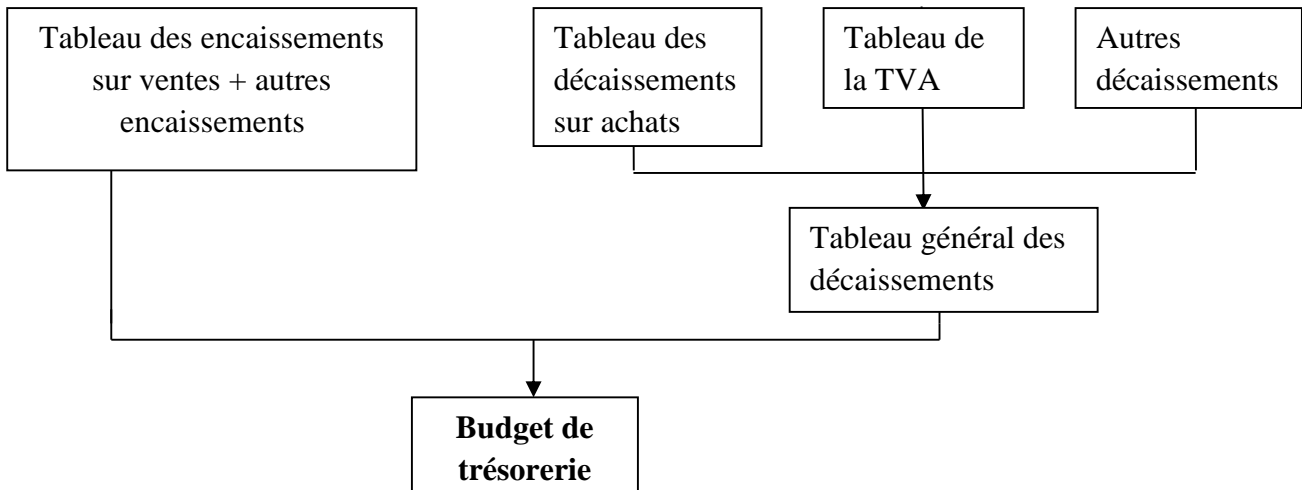 Tableau des encaissements
sur ventes + autres
encaissements
Tableau des
décaissements
sur achats
Tableau de
la TVA
Autres
décaissements
Tableau général des
décaissements
Budget de
trésorerie